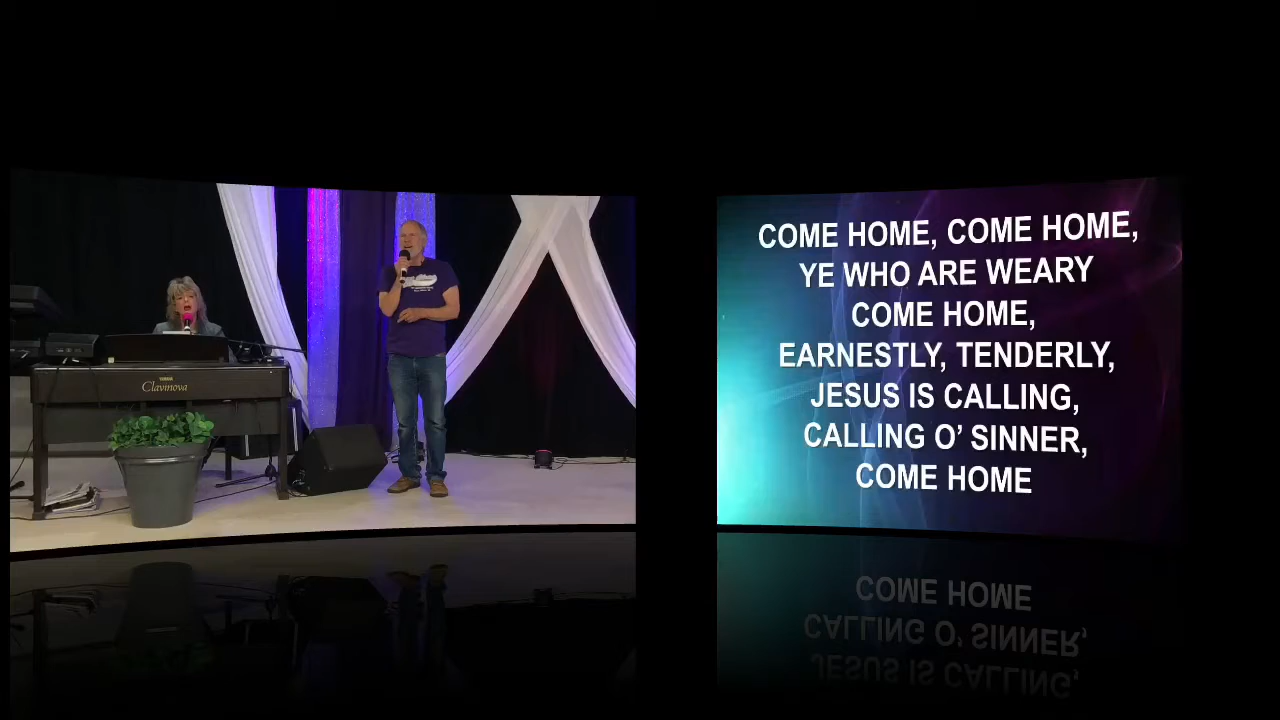 YAMAHA
Clavinova
COME HOME, COME HOME,
YE WHO ARE WEARY
COME HOME,
EARNESTLY, TENDERLY,
JESUS IS CALLING,
CALLING O’ SINNER,
COME HOME